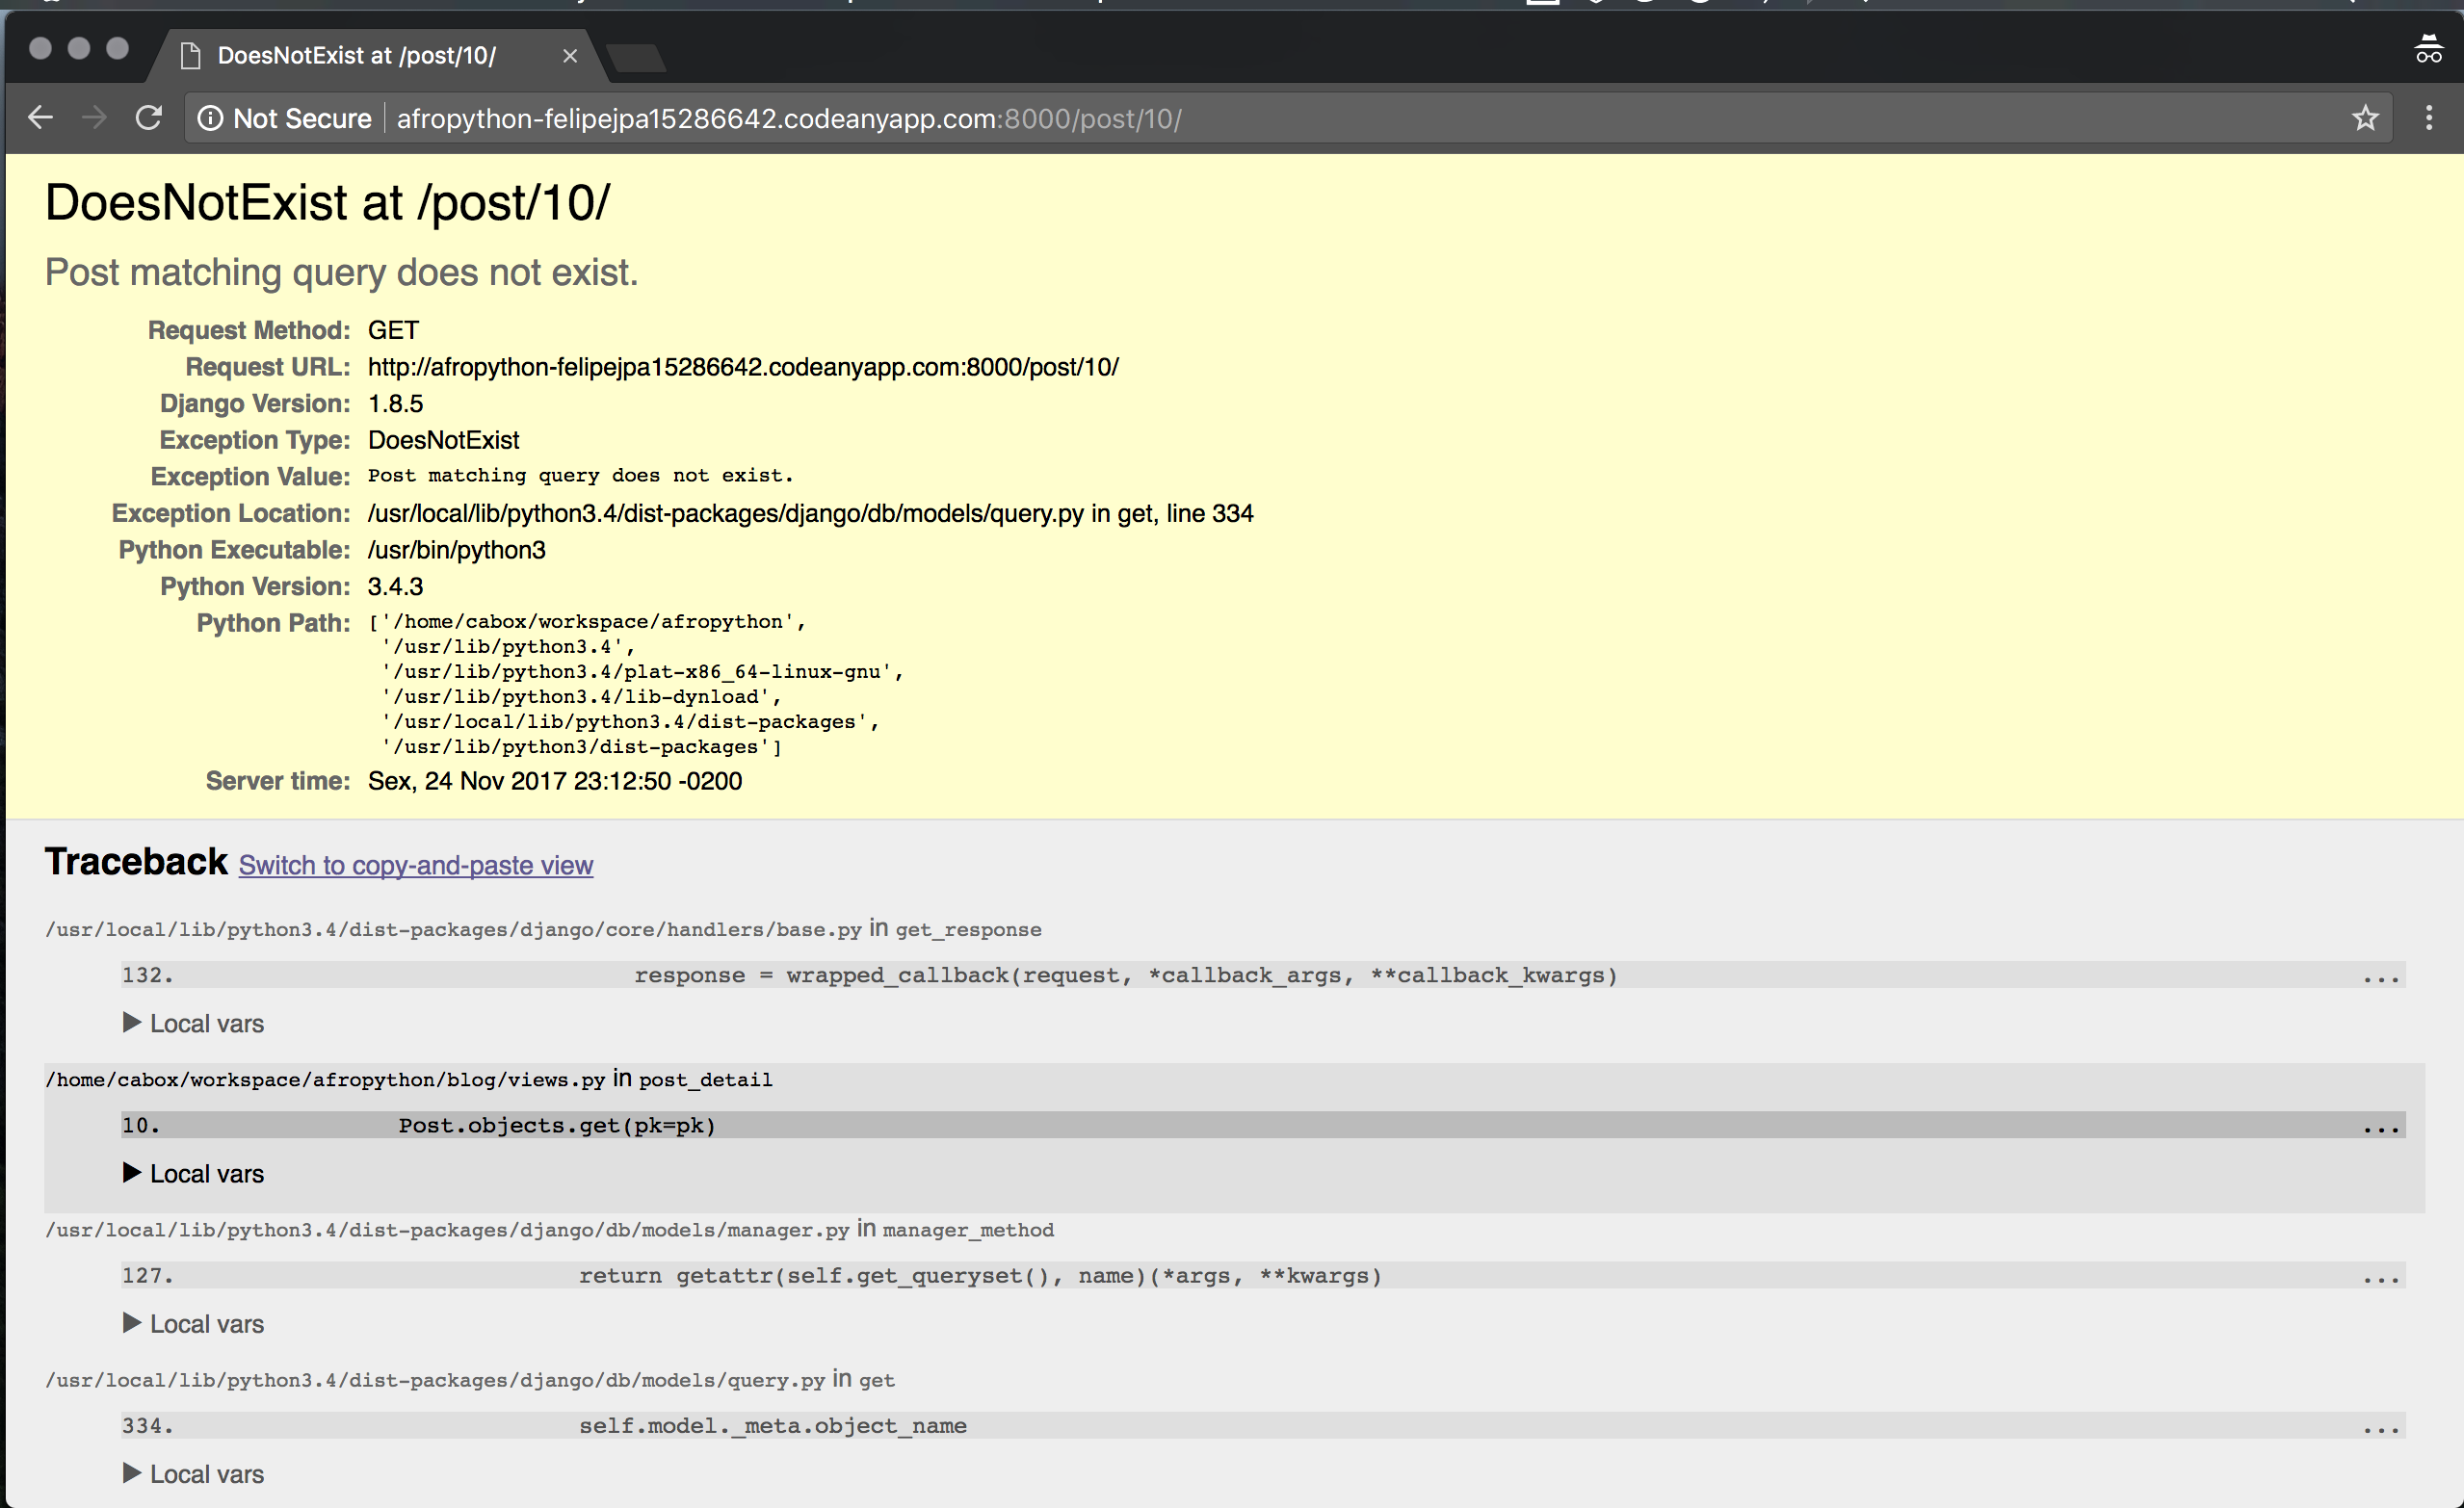 DoesNotExist at /post/10/
Not Secure afropython-felipejpa15286642.codeanyapp.com:8000/post/10/
DoesNotExist at /post/10/
Post matching query does not exist.
Request Method: GET
Request URL: http://afropython-felipejpa15286642.codeanyapp.com:8000/post/10/
Django Version: 1.8.5
Exception Type: DoesNotExist
Exception Value: Post matching query does not exist.
Exception Location: /usr/local/lib/python3.4/dist-packages/django/db/models/query.py in get, line 334
Python Executable: /usr/bin/python3
Python Version: 3.4.3
Python Path: ['/home/cabox/workspace/afropython',
'/usr/lib/python3.4',
'/usr/lib/python3.4/plat-x86_64-linux-gnu',
'/usr/lib/python3.4/lib-dynload',
'/usr/local/lib/python3.4/dist-packages',
'/usr/lib/python3/dist-packages']
Server time: Sex, 24 Nov 2017 23:12:50 -0200
Traceback Switch to copy-and-paste view
/usr/local/lib/python3.4/dist-packages/django/core/handlers/base.py in get_response
132. response = wrapped_callback(request, *callback_args, **callback_kwargs) ...
▶ Local vars
/home/cabox/workspace/afropython/blog/views.py in post_detail
10. Post.objects.get(pk=pk) ...
▶ Local vars
/usr/local/lib/python3.4/dist-packages/django/db/models/manager.py in manager_method
127. return getattr(self.get_queryset(), name)(*args, **kwargs) ...
▶ Local vars
/usr/local/lib/python3.4/dist-packages/django/db/models/query.py in get
334. self.model._meta.object_name ...
▶ Local vars